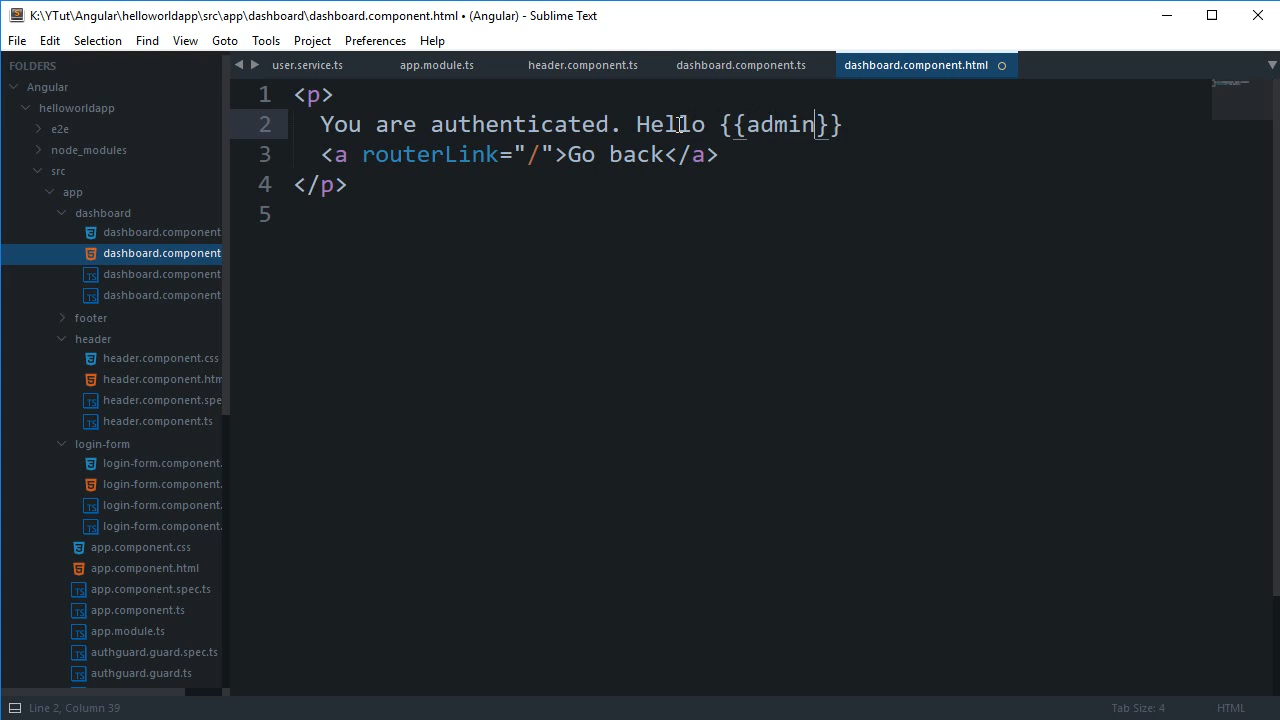 K:\YTut\Angular\helloworldapp\src\app\dashboard\dashboard.component.html • (Angular) - Sublime Text
File Edit Selection Find View Goto Tools Project Preferences Help
FOLDERS
Angular
helloworldapp
e2e
node_modules
src
app
dashboard
dashboard.component
dashboard.component
dashboard.component
dashboard.component
footer
header
header.component.css
header.component.htm
header.component.spe
header.component.ts
login-form
login-form.component.
login-form.component.
login-form.component.
login-form.component.
app.component.css
app.component.html
app.component.spec.ts
app.component.ts
app.module.ts
authguard.guard.spec.ts
authguard.guard.ts
user.service.ts app.module.ts header.component.ts dashboard.component.ts dashboard.component.html
1 <p>
2 You are authenticated. Hello {{admin}}
3 <a routerLink="/">Go back</a>
4 </p>
5
Line 2, Column 39 Tab Size: 4 HTML